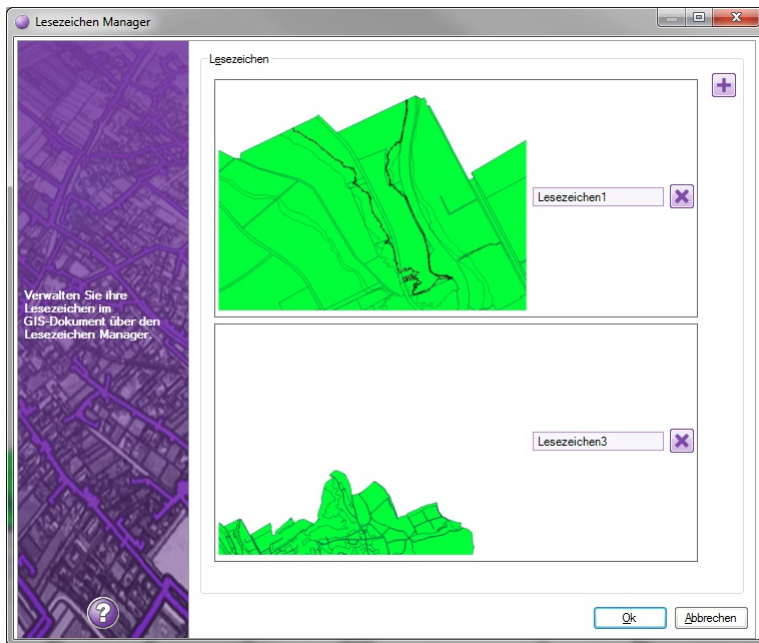 Lesezeichen Manager
Lesezeichen
Lesezeichen1
Verwalten Sie ihre
Lesezeichen im
GIS-Dokument über den
Lesezeichen Manager.
Lesezeichen3
?
Ok
Abbrechen